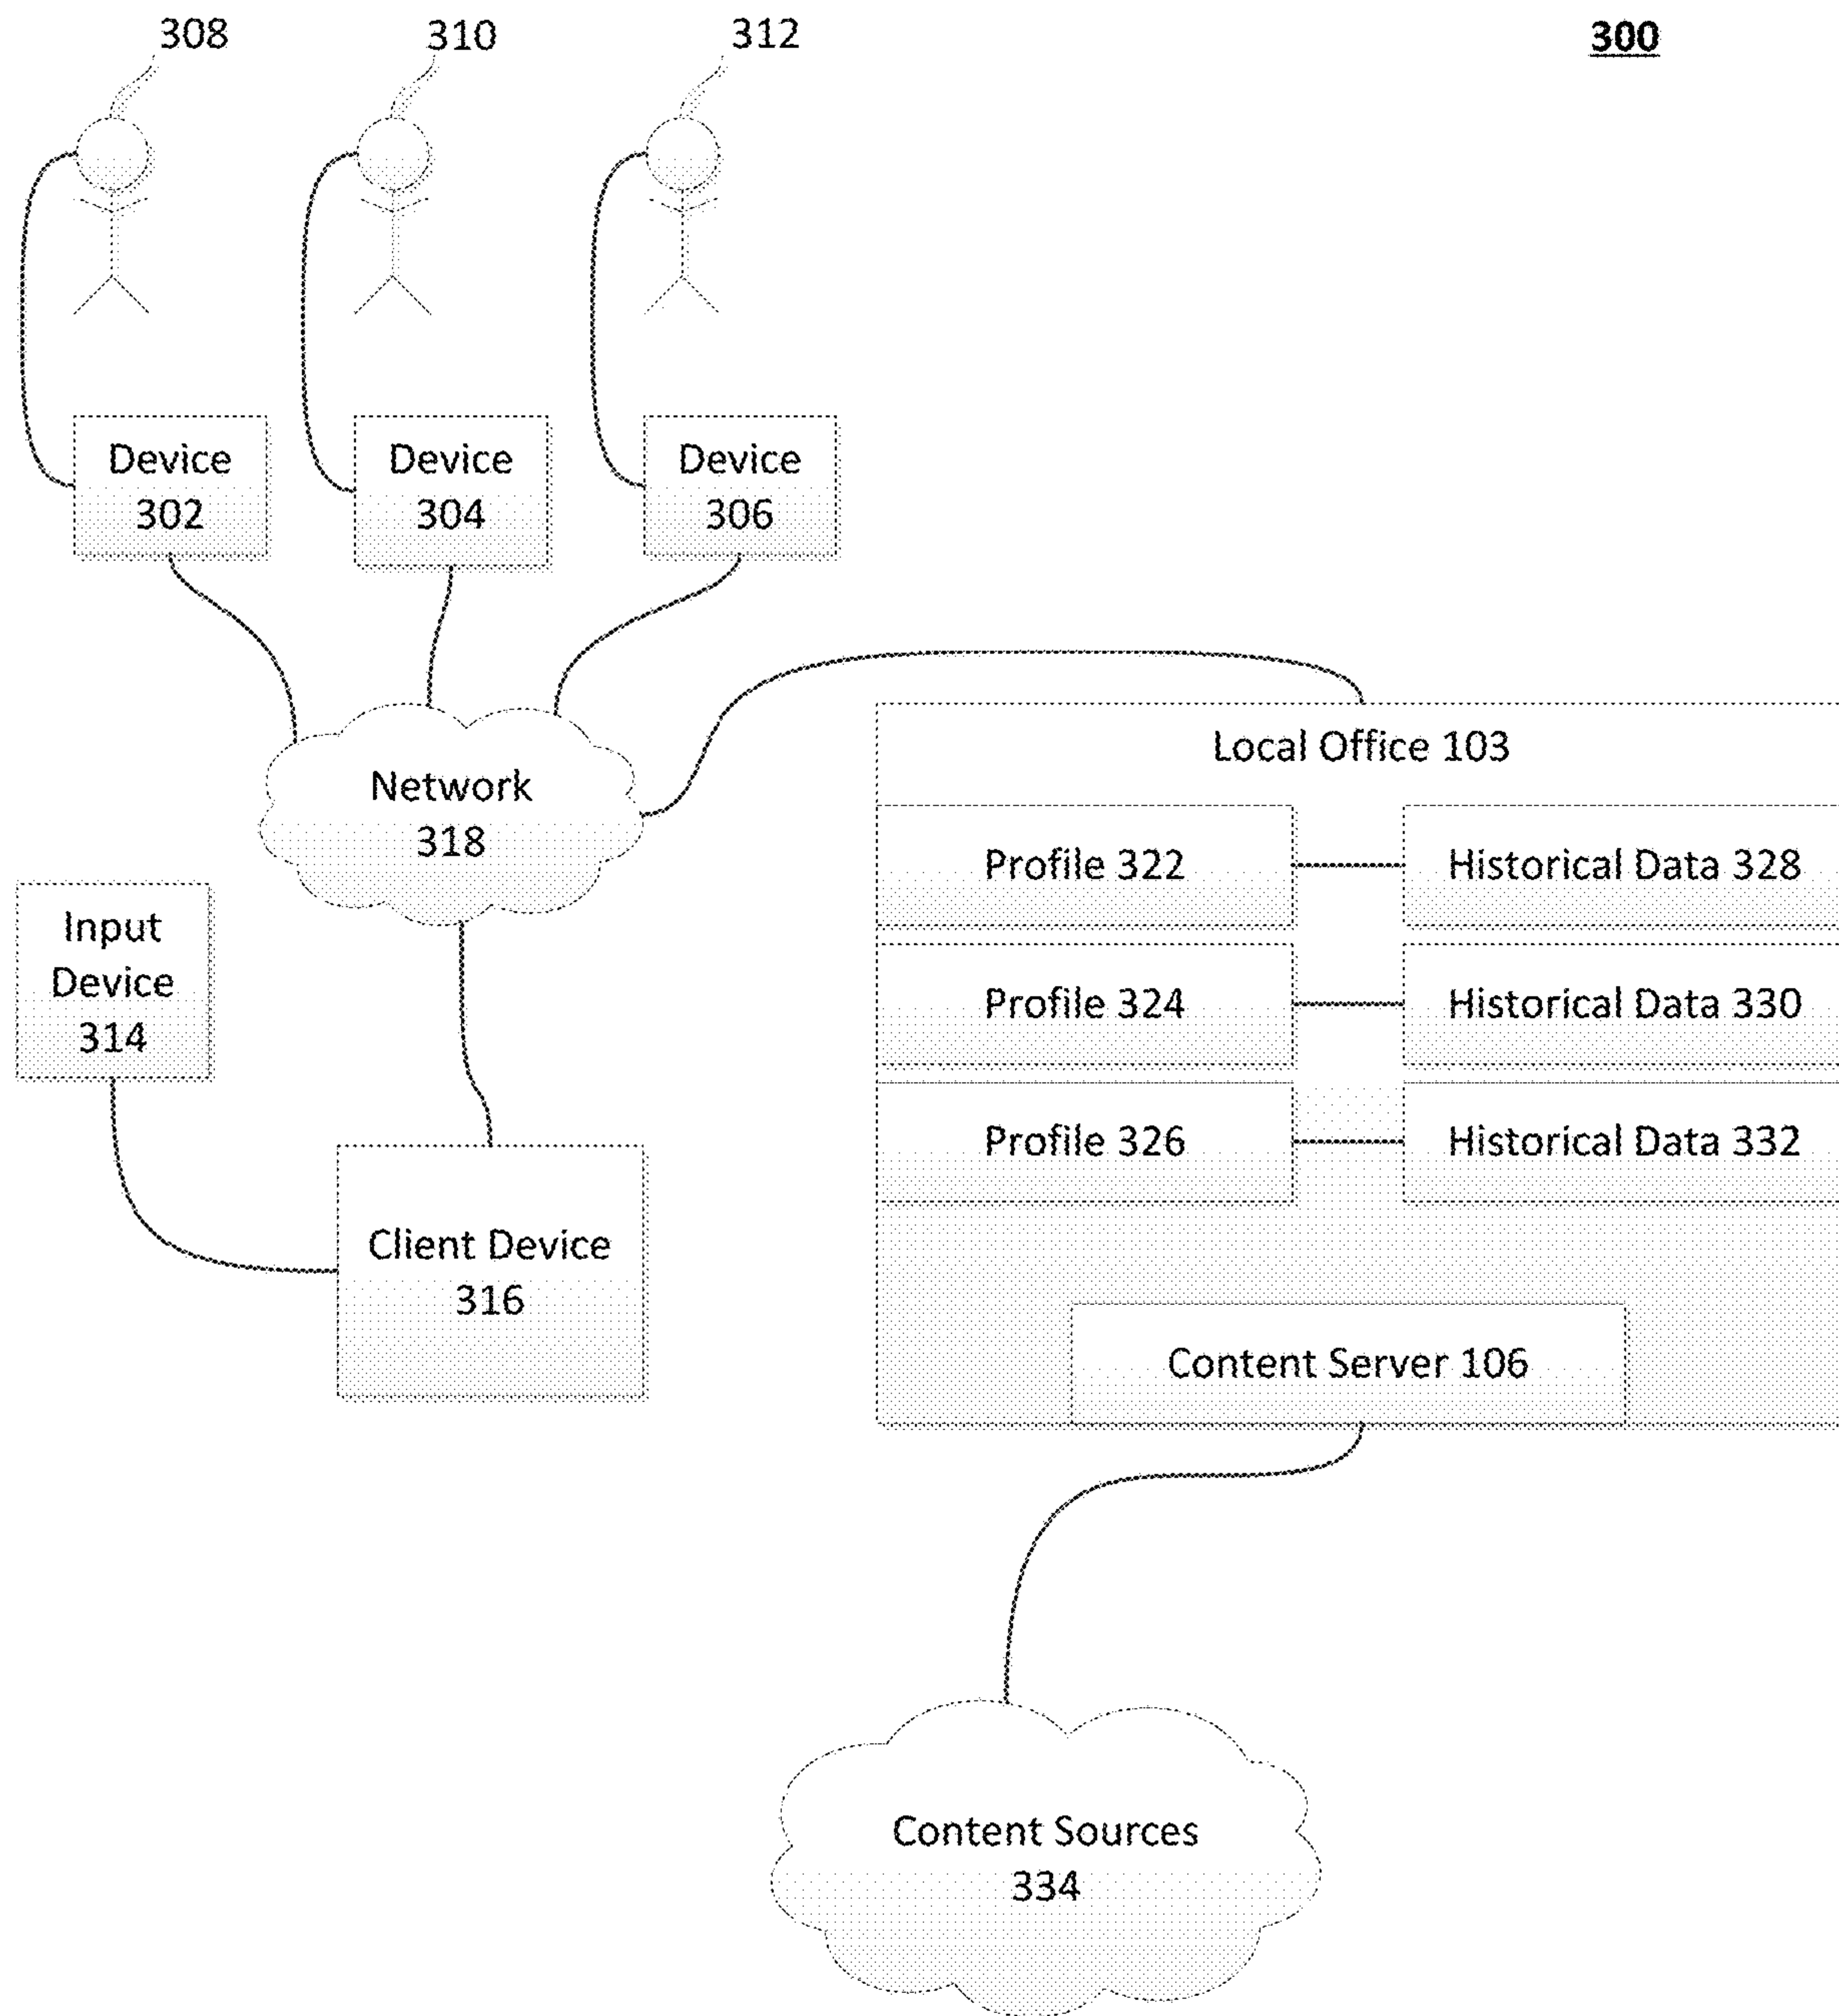 308
310
312
300
Device
302
Device
304
Device
306
Network
318
Local Office 103
Profile 322
Historical Data 328
Profile 324
Historical Data 330
Profile 326
Historical Data 332
Input
Device
314
Client Device
316
Content Server 106
Content Sources
334